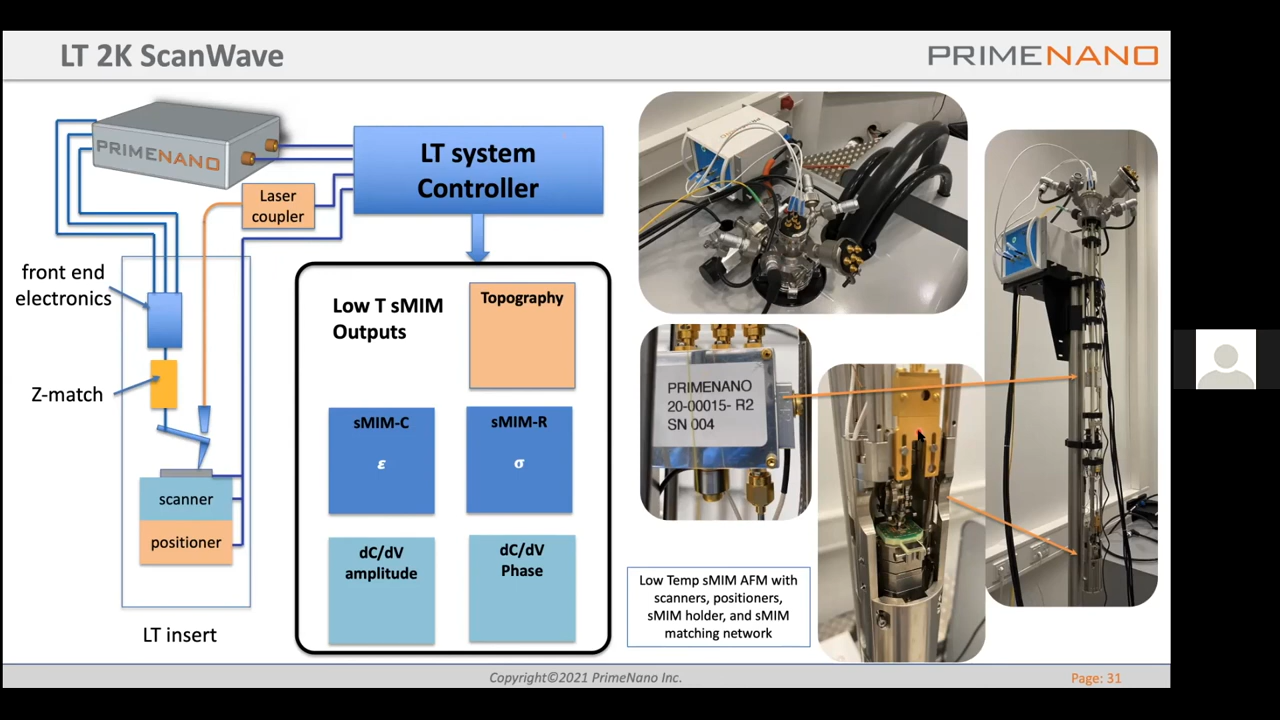 LT 2K ScanWave
PRIMENANO
PRIMENANO
LT system
Controller
Laser
coupler
front end
electronics
Z-match
scanner
positioner
LT insert
Low T sMIM
Outputs
Topography
sMIM-C
ε
sMIM-R
σ
dC/dV
amplitude
dC/dV
Phase
PRIMENANO
20-00015- R2
SN 004
Low Temp sMIM AFM with
scanners, positioners,
sMIM holder, and sMIM
matching network
Copyright©2021 PrimeNano Inc.
Page: 31